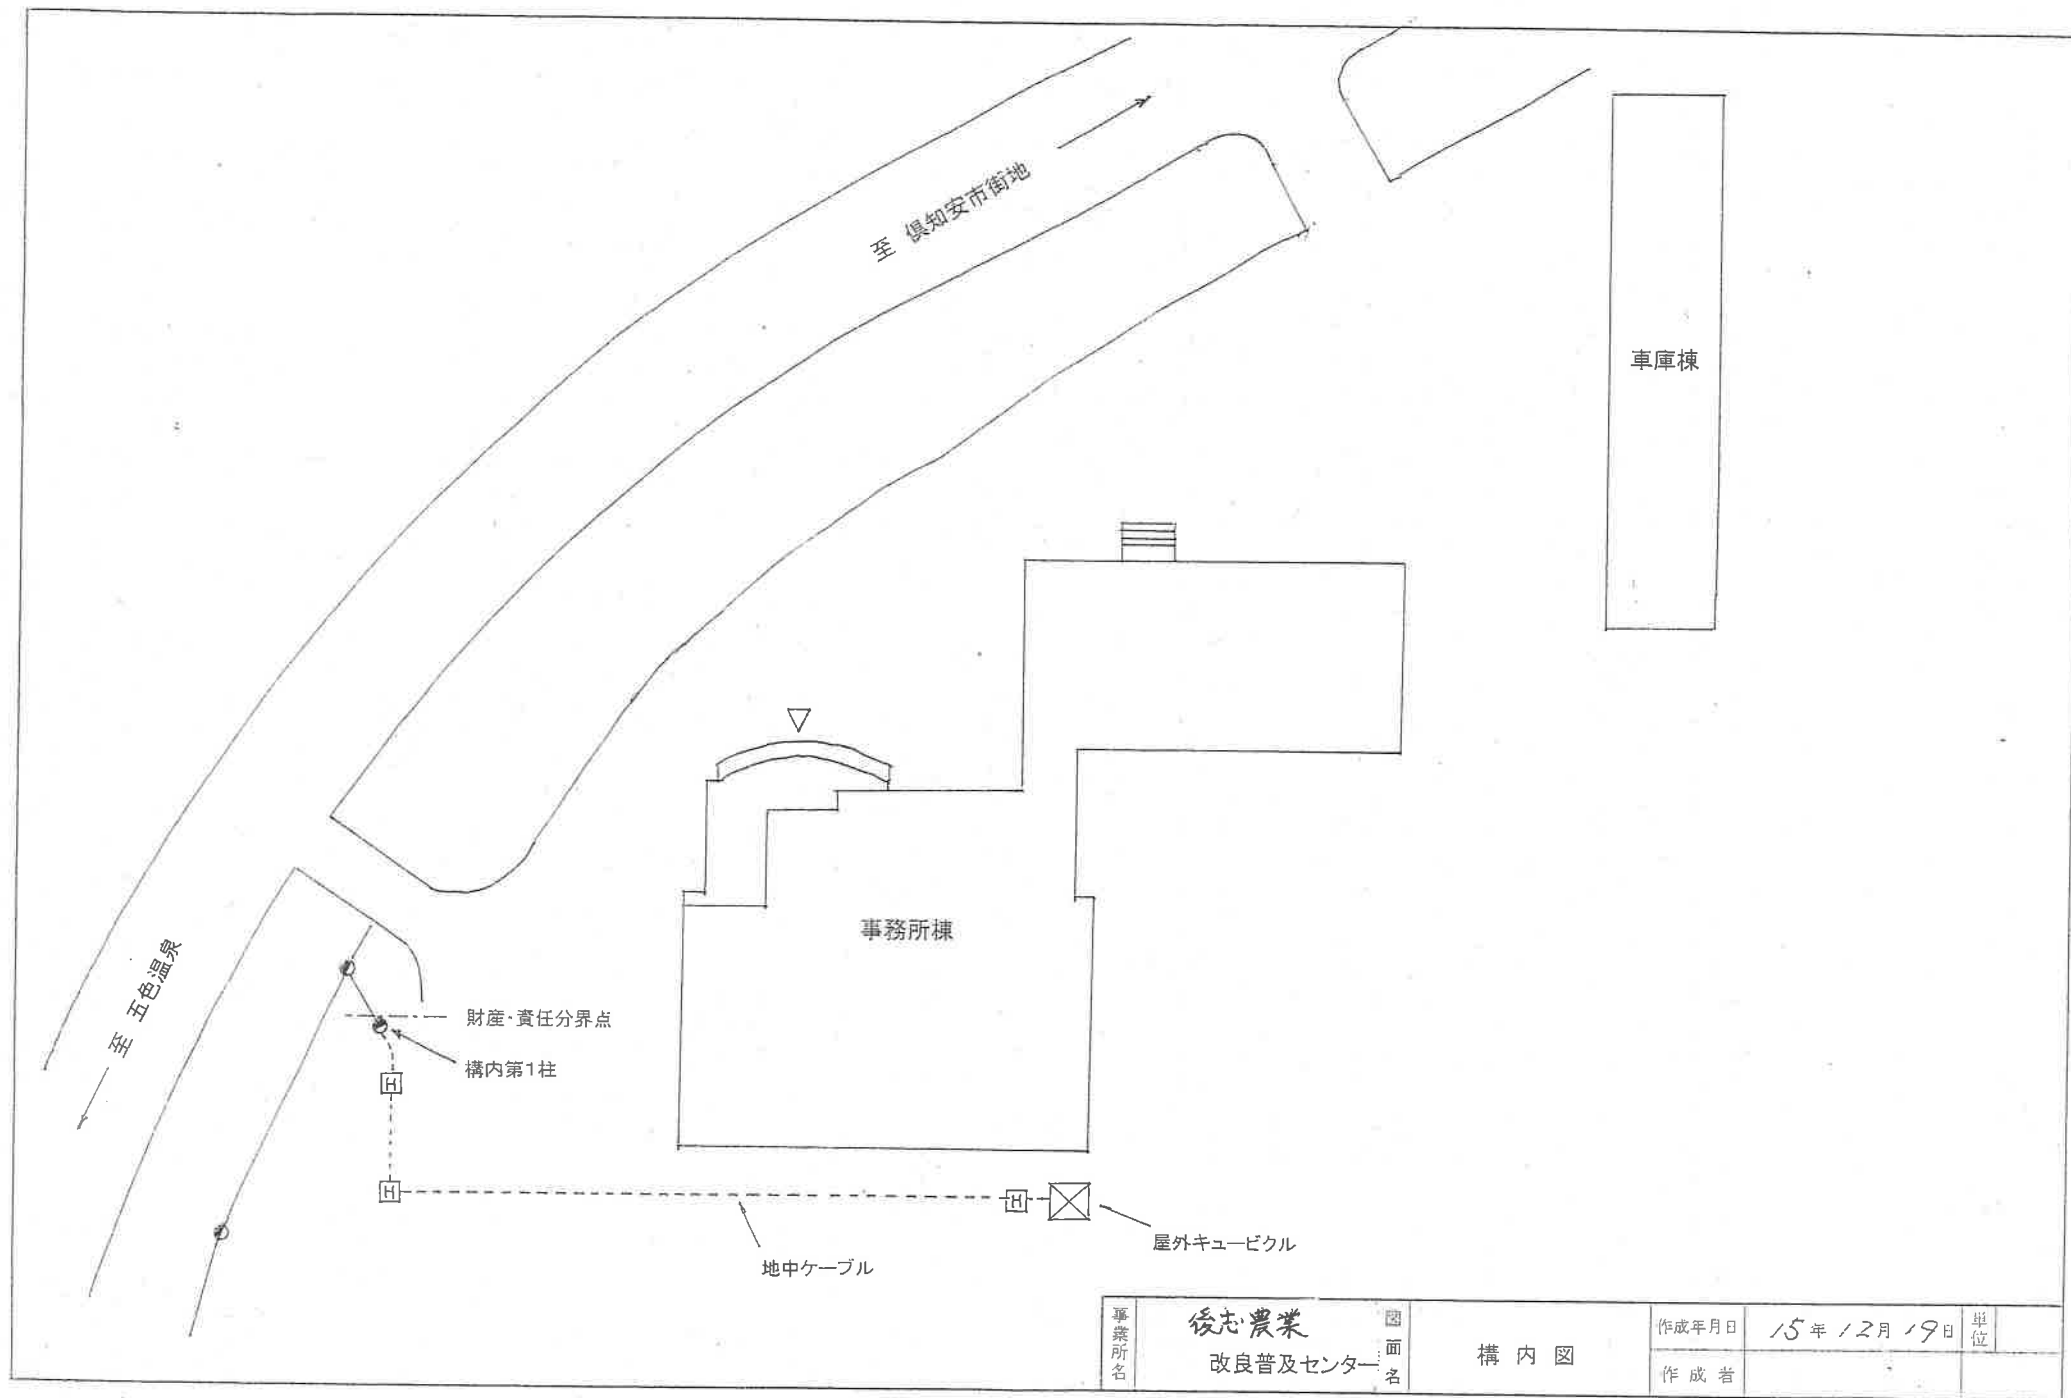 至 倶知安市街地
車庫棟
事務所棟
至 五色温泉
財産・責任分界点
構内第1柱
H
H
H
地中ケーブル
屋外キュービクル
事業所名
後志農業
改良普及センター
図面名
構内図
作成年月日
15年12月19日
単位
作成者